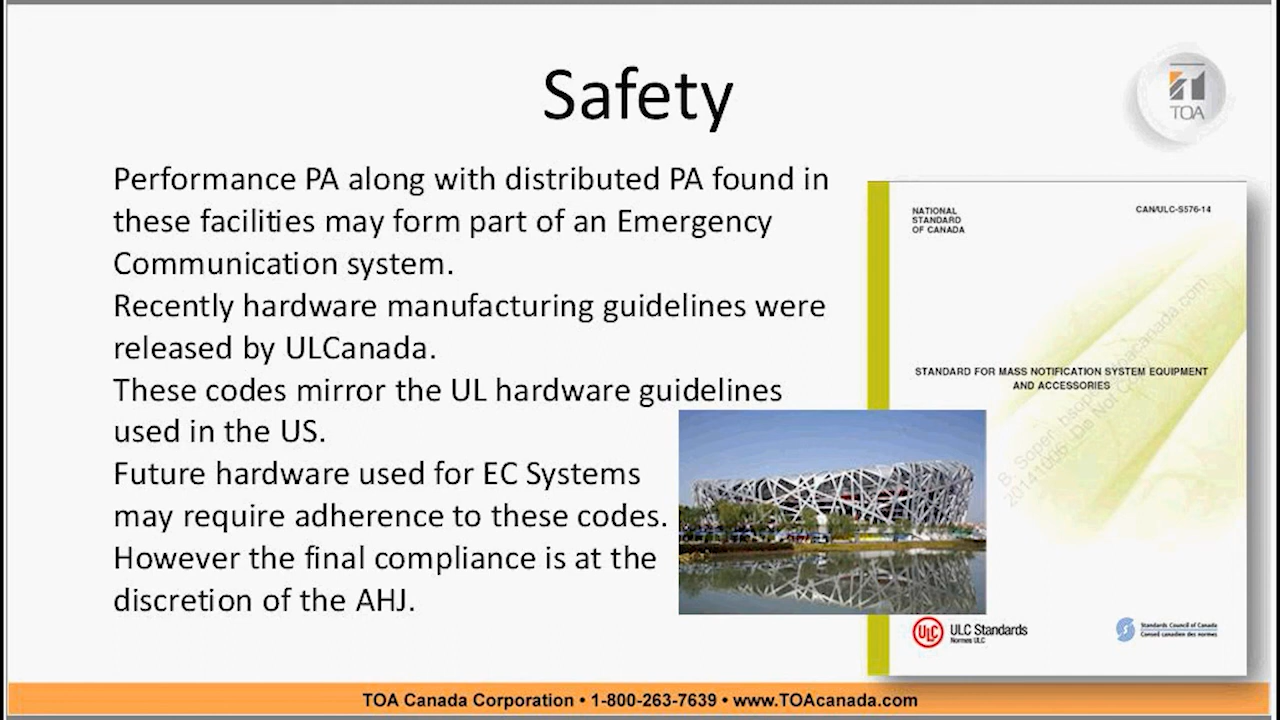 Safety
TOA
Performance PA along with distributed PA found in
these facilities may form part of an Emergency
Communication system.
Recently hardware manufacturing guidelines were
released by ULCanada.
These codes mirror the UL hardware guidelines
used in the US.
Future hardware used for EC Systems
may require adherence to these codes.
However the final compliance is at the
discretion of the AHJ.
NATIONAL
STANDARD
OF CANADA
CAN/ULC-S576-14
STANDARD FOR MASS NOTIFICATION SYSTEM EQUIPMENT
AND ACCESSORIES
ULC
ULC Standards
Normes ULC
Standards Council of Canada
Conseil canadien des normes
TOA Canada Corporation • 1-800-263-7639 • www.TOAcanada.com